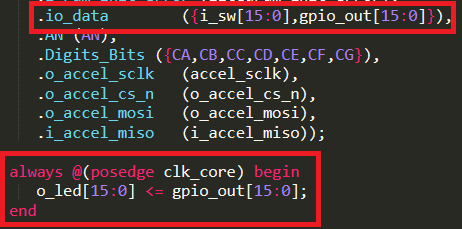 .io_data ({i_sw[15:0],gpio_out[15:0]}),
.AN (AN),
.Digits_Bits ({CA,CB,CC,CD,CE,CF,CG}),
.o_accel_sclk (accel_sclk),
.o_accel_cs_n (o_accel_cs_n),
.o_accel_mosi (o_accel_mosi),
.i_accel_miso (i_accel_miso));
always @(posedge clk_core) begin
o_led[15:0] <= gpio_out[15:0];
end